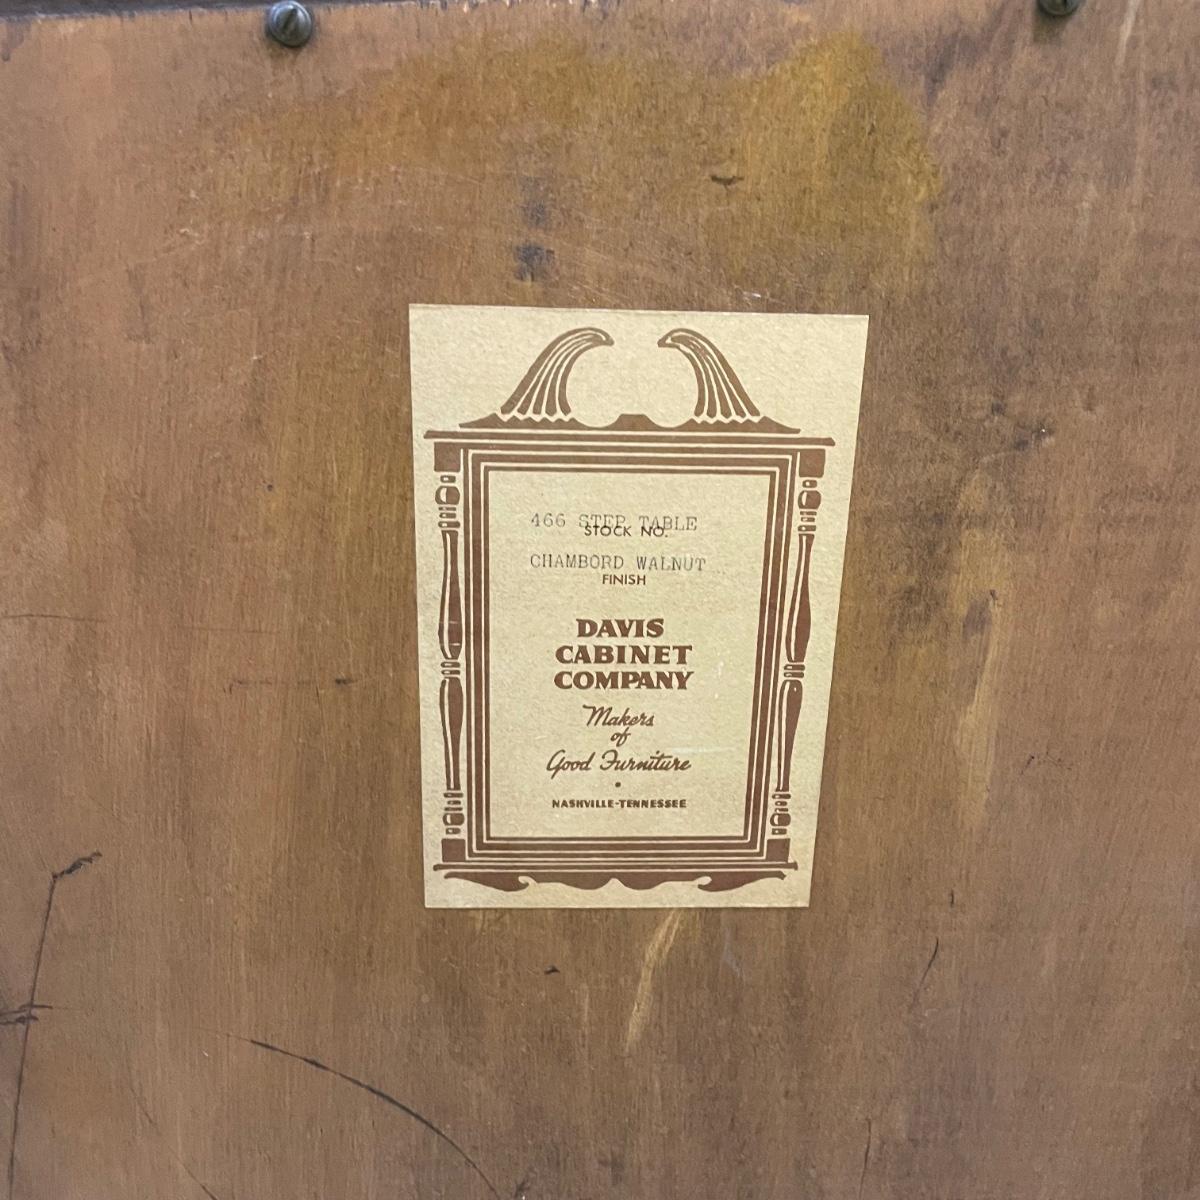 466 STEP TABLE
STOCK NO.
CHAMBORD WALNUT
FINISH
DAVIS
CABINET
COMPANY
Makers
of
Good Furniture
•
NASHVILLE-TENNESSEE